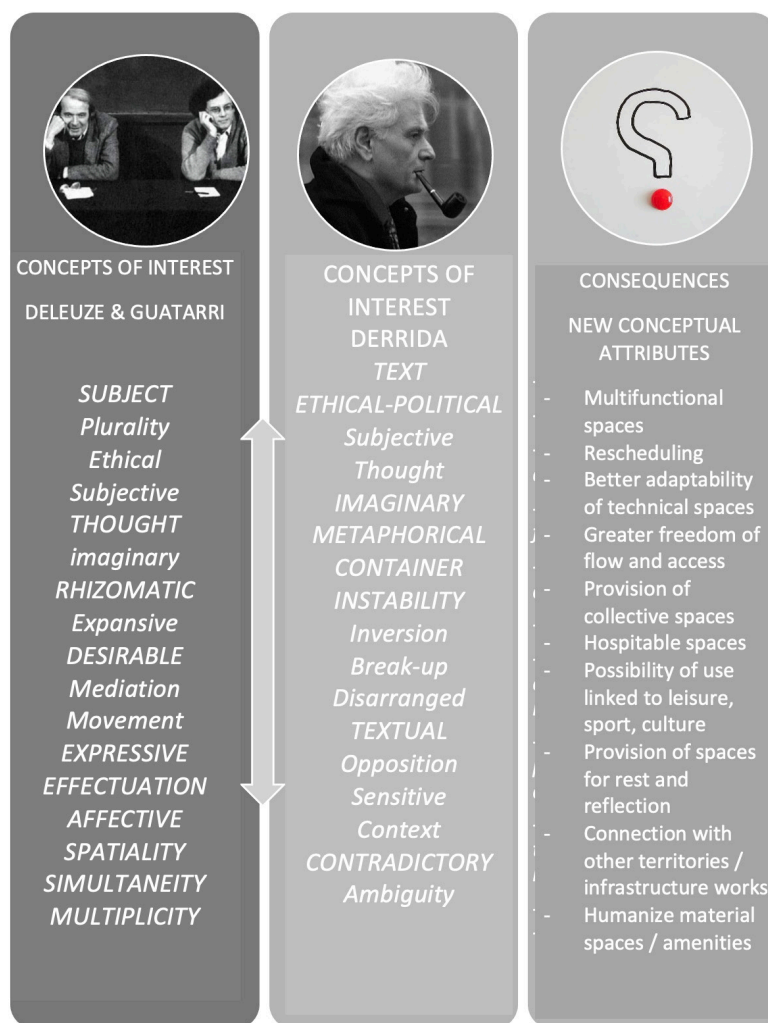 CONCEPTS OF INTEREST
DELEUZE & GUATARRI
SUBJECT
Plurality
Ethical
Subjective
THOUGHT
imaginary
RHIZOMATIC
Expansive
DESIRABLE
Mediation
Movement
EXPRESSIVE
EFFECTUATION
AFFECTIVE
SPATIALITY
SIMULTANEITY
MULTIPLICITY
CONCEPTS OF
INTEREST
DERRIDA
TEXT
ETHICAL-POLITICAL
Subjective
Thought
IMAGINARY
METAPHORICAL
CONTAINER
INSTABILITY
Inversion
Break-up
Disarranged
TEXTUAL
Opposition
Sensitive
Context
CONTRADICTORY
Ambiguity
CONSEQUENCES
NEW CONCEPTUAL
ATTRIBUTES
- Multifunctional
spaces
- Rescheduling
- Better adaptability
of technical spaces
- Greater freedom of
flow and access
- Provision of
collective spaces
- Hospitable spaces
- Possibility of use
linked to leisure,
sport, culture
- Provision of spaces
for rest and
reflection
- Connection with
other territories /
infrastructure works
- Humanize material
spaces / amenities